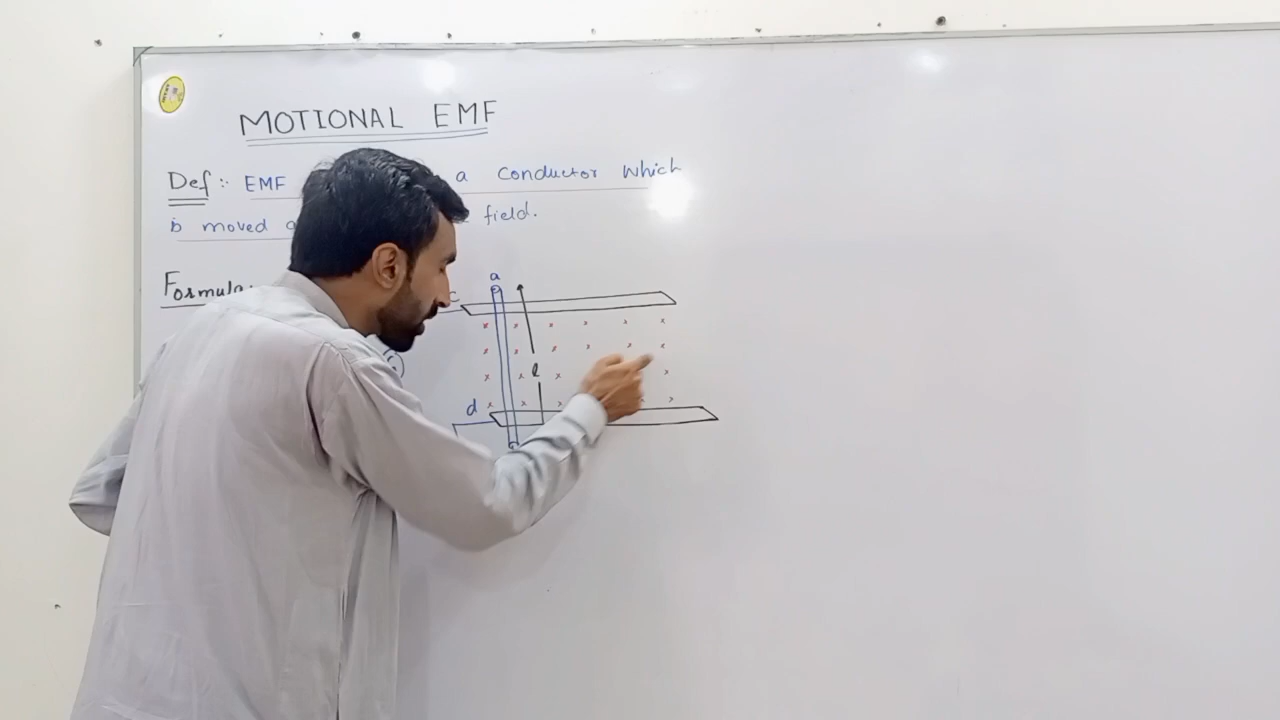 MOTIONAL EMF
Def :- EMF a conductor which
is moved field.
Formula
a
c
l
d